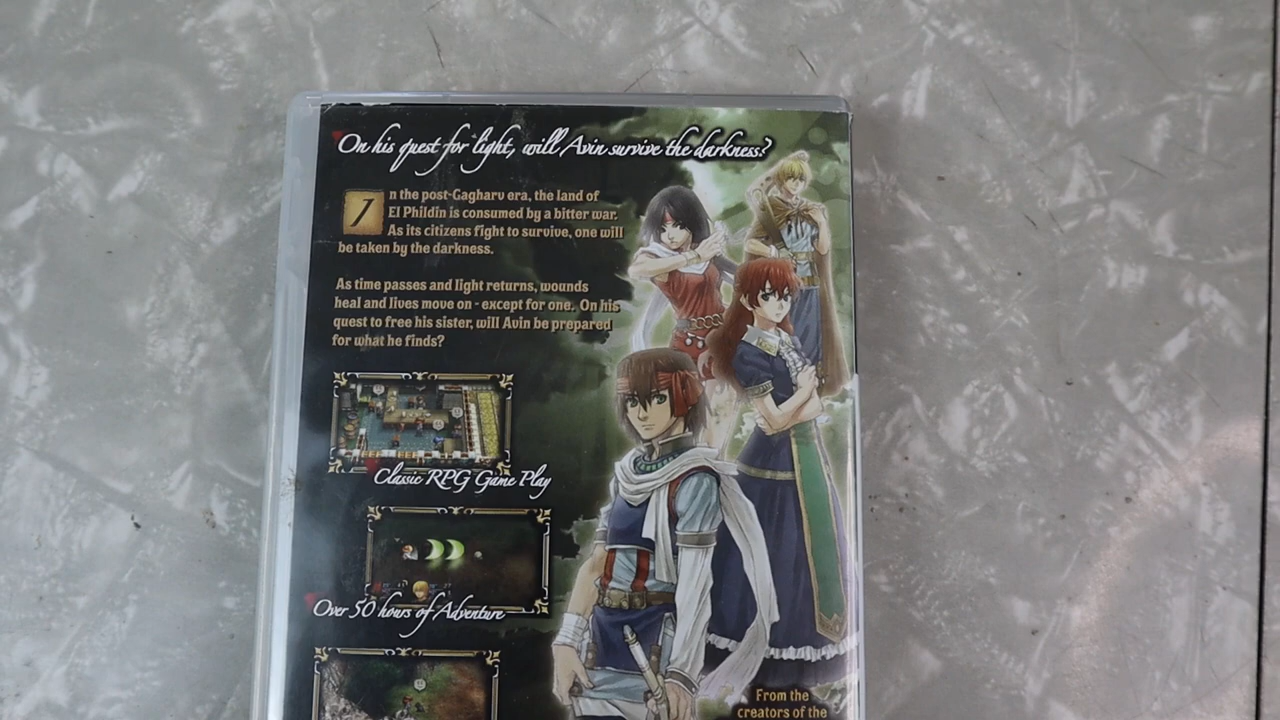 On his quest for light, will Avin survive the darkness?
In the post-Gagharv era, the land of
El Phildin is consumed by a bitter war.
As its citizens fight to survive, one will
be taken by the darkness.
As time passes and light returns, wounds
heal and lives move on - except for one. On his
quest to free his sister, will Avin be prepared
for what he finds?
Classic RPG Game Play
Over 50 hours of Adventure
From the
creators of the